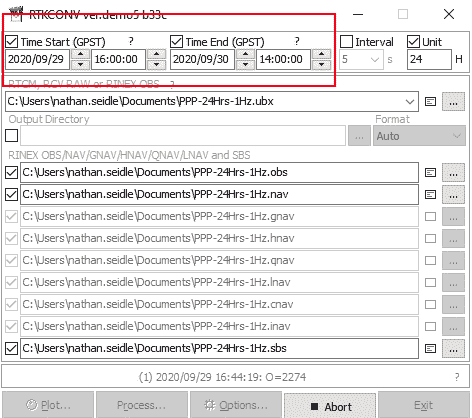 RTKCONV ver.demo5 b33c
Time Start (GPST) ? Time End (GPST) ? Interval Unit
2020/09/29 16:00:00 2020/09/30 14:00:00 5 s 24 H
RTCM, RCV RAW or RINEX OBS ?
C:\Users\nathan.seidle\Documents\PPP-24Hrs-1Hz.ubx ...
Output Directory Format
... Auto
RINEX OBS/NAV/GNAV/HNAV/QNAV/LNAV and SBS
C:\Users\nathan.seidle\Documents\PPP-24Hrs-1Hz.obs ...
C:\Users\nathan.seidle\Documents\PPP-24Hrs-1Hz.nav ...
C:\Users\nathan.seidle\Documents\PPP-24Hrs-1Hz.gnav ...
C:\Users\nathan.seidle\Documents\PPP-24Hrs-1Hz.hnav ...
C:\Users\nathan.seidle\Documents\PPP-24Hrs-1Hz.qnav ...
C:\Users\nathan.seidle\Documents\PPP-24Hrs-1Hz.lnav ...
C:\Users\nathan.seidle\Documents\PPP-24Hrs-1Hz.cnav ...
C:\Users\nathan.seidle\Documents\PPP-24Hrs-1Hz.inav ...
C:\Users\nathan.seidle\Documents\PPP-24Hrs-1Hz.sbs ...
(1) 2020/09/29 16:44:19: O=2274 ?
Plot... Process... Options... Abort Exit